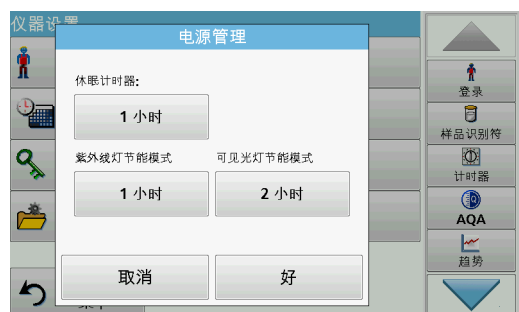 仪器设置
电源管理
休眠计时器:
1 小时
紫外线灯节能模式
可见光灯节能模式
1 小时
2 小时
取消
好
登录
样品识别符
计时器
AQA
趋势